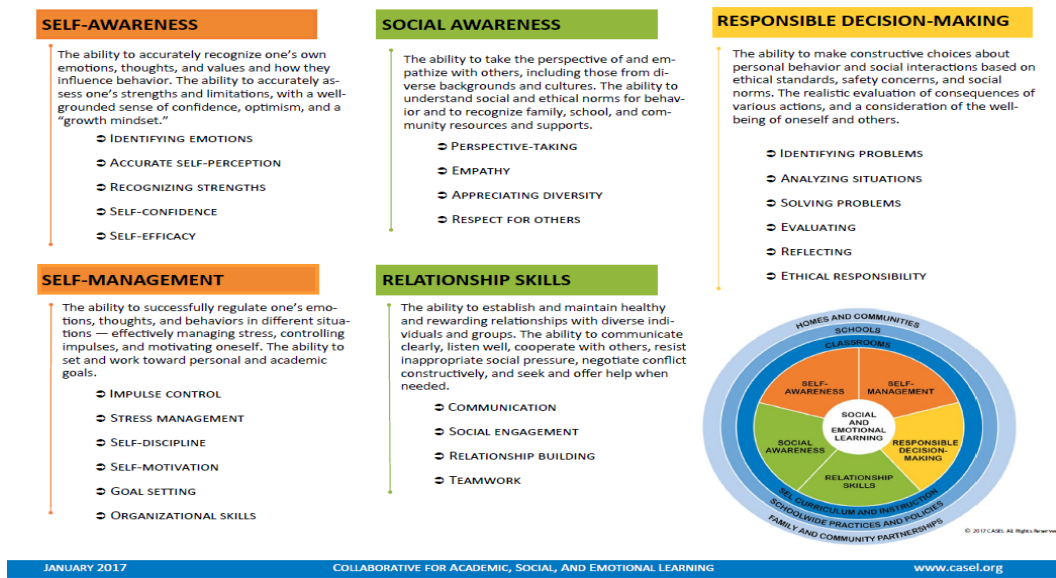 SELF-AWARENESS
The ability to accurately recognize one's own
emotions, thoughts, and values and how they
influence behavior. The ability to accurately as-
sess one's strengths and limitations, with a well-
grounded sense of confidence, optimism, and a
"growth mindset."
➲ IDENTIFYING EMOTIONS
➲ ACCURATE SELF-PERCEPTION
➲ RECOGNIZING STRENGTHS
➲ SELF-CONFIDENCE
➲ SELF-EFFICACY
SELF-MANAGEMENT
The ability to successfully regulate one's emo-
tions, thoughts, and behaviors in different situa-
tions — effectively managing stress, controlling
impulses, and motivating oneself. The ability to
set and work toward personal and academic
goals.
➲ IMPULSE CONTROL
➲ STRESS MANAGEMENT
➲ SELF-DISCIPLINE
➲ SELF-MOTIVATION
➲ GOAL SETTING
➲ ORGANIZATIONAL SKILLS
SOCIAL AWARENESS
The ability to take the perspective of and em-
pathize with others, including those from di-
verse backgrounds and cultures. The ability to
understand social and ethical norms for behav-
ior and to recognize family, school, and com-
munity resources and supports.
➲ PERSPECTIVE-TAKING
➲ EMPATHY
➲ APPRECIATING DIVERSITY
➲ RESPECT FOR OTHERS
RELATIONSHIP SKILLS
The ability to establish and maintain healthy
and rewarding relationships with diverse indi-
viduals and groups. The ability to communicate
clearly, listen well, cooperate with others, resist
inappropriate social pressure, negotiate conflict
constructively, and seek and offer help when
needed.
➲ COMMUNICATION
➲ SOCIAL ENGAGEMENT
➲ RELATIONSHIP BUILDING
➲ TEAMWORK
RESPONSIBLE DECISION-MAKING
The ability to make constructive choices about
personal behavior and social interactions based on
ethical standards, safety concerns, and social
norms. The realistic evaluation of consequences of
various actions, and a consideration of the well-
being of oneself and others.
➲ IDENTIFYING PROBLEMS
➲ ANALYZING SITUATIONS
➲ SOLVING PROBLEMS
➲ EVALUATING
➲ REFLECTING
➲ ETHICAL RESPONSIBILITY
HOMES AND COMMUNITIES
SCHOOLS
CLASSROOMS
SELF-
AWARENESS
SELF-
MANAGEMENT
SOCIAL
AND
EMOTIONAL
LEARNING
SOCIAL
AWARENESS
RESPONSIBLE
DECISION-
MAKING
RELATIONSHIP
SKILLS
SEL CURRICULUM AND INSTRUCTION
SCHOOLWIDE PRACTICES AND POLICIES
FAMILY AND COMMUNITY PARTNERSHIPS
© 2017 CASEL All Rights Reserve
JANUARY 2017
COLLABORATIVE FOR ACADEMIC, SOCIAL, AND EMOTIONAL LEARNING
www.casel.org